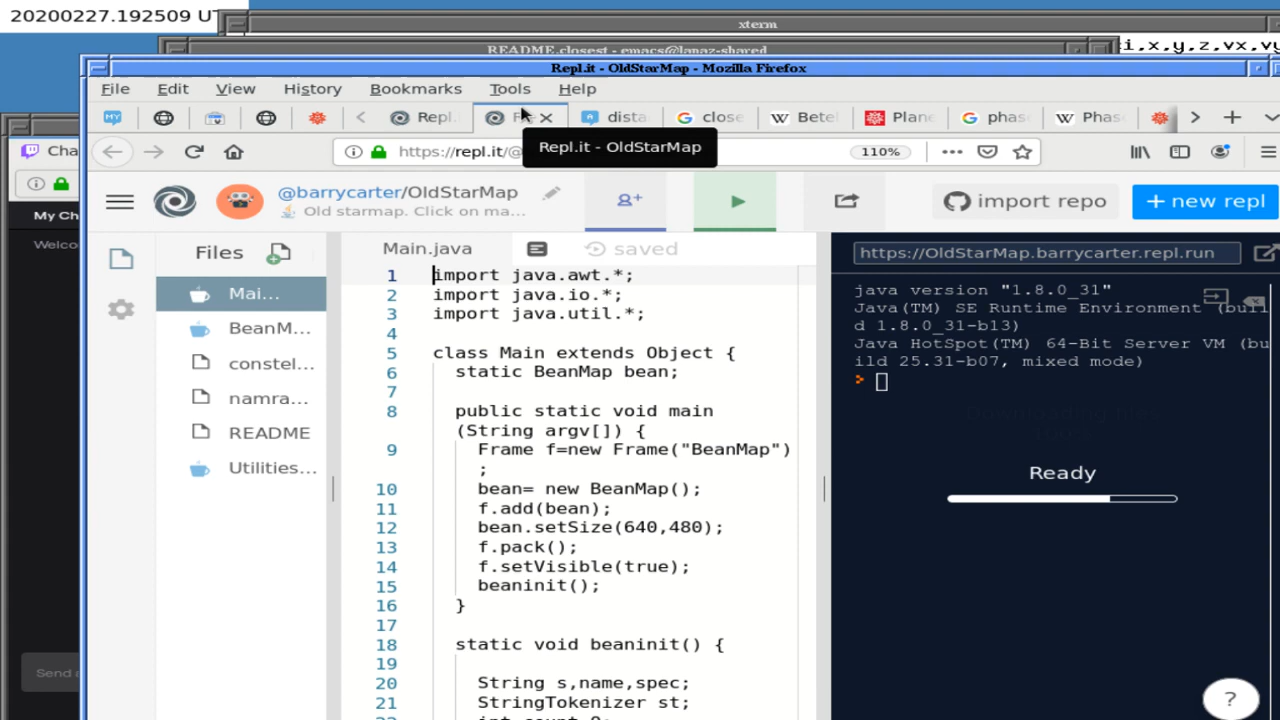 20200227.192509 U
xterm
README.closest - emacs@lanaz-shared
i,x,y,z,vx,vy
Repl.it - OldStarMap - Mozilla Firefox
File Edit View History Bookmarks Tools Help
Repl. dista close Betel Plane phase Phas
Repl.it - OldStarMap
https://repl.it/@ 110%
Cha
@barrycarter/OldStarMap
Old starmap. Click on ma...
import repo
+ new repl
My Ch
Welco
Files
Main.java
saved
https://OldStarMap.barrycarter.repl.run
Mai...
BeanM...
constel...
namra...
README
Utilities...
1 import java.awt.*;
2 import java.io.*;
3 import java.util.*;
4
5 class Main extends Object {
6 static BeanMap bean;
7
8 public static void main
(String argv[]) {
9 Frame f=new Frame("BeanMap")
;
10 bean= new BeanMap();
11 f.add(bean);
12 bean.setSize(640,480);
13 f.pack();
14 f.setVisible(true);
15 beaninit();
16 }
17
18 static void beaninit() {
19
20 String s,name,spec;
21 StringTokenizer st;
java version "1.8.0_31"
Java(TM) SE Runtime Environment (buil
d 1.8.0_31-b13)
Java HotSpot(TM) 64-Bit Server VM (bu
ild 25.31-b07, mixed mode)
>
Ready
Send
?